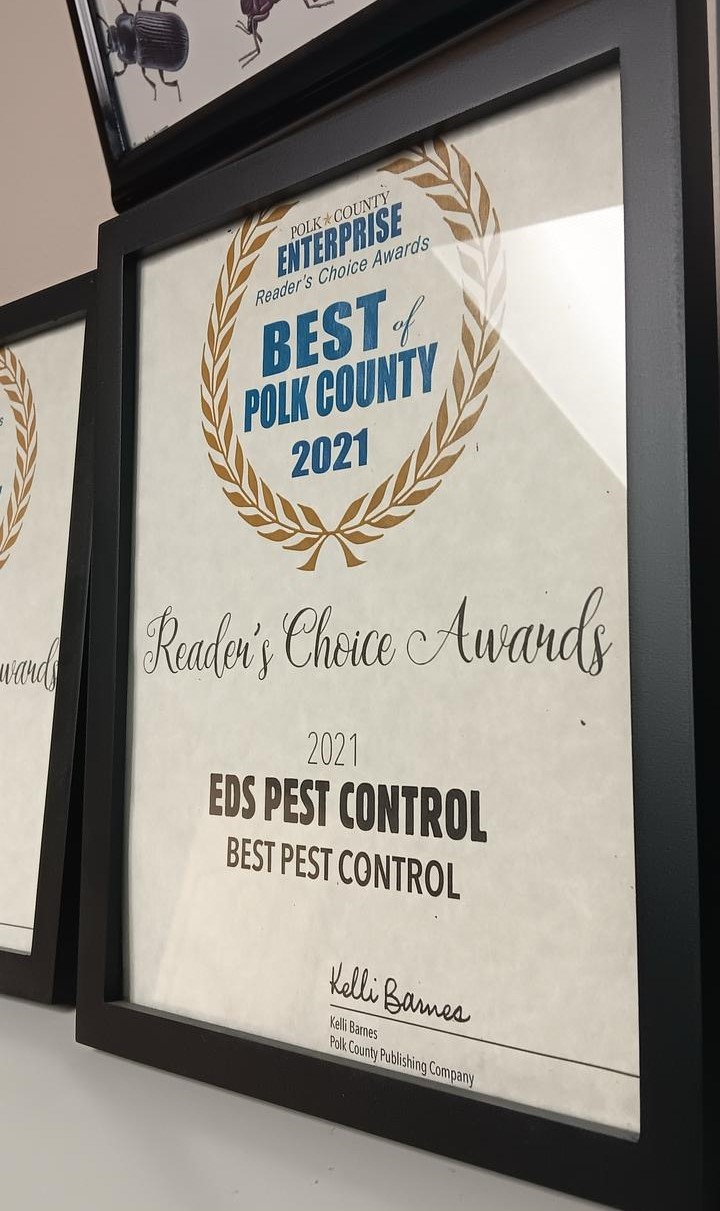 POLK★COUNTY
ENTERPRISE
Reader's Choice Awards
BEST of
POLK COUNTY
2021
Reader's Choice Awards
2021
EDS PEST CONTROL
BEST PEST CONTROL
Kelli Barnes
Kelli Barnes
Polk County Publishing Company